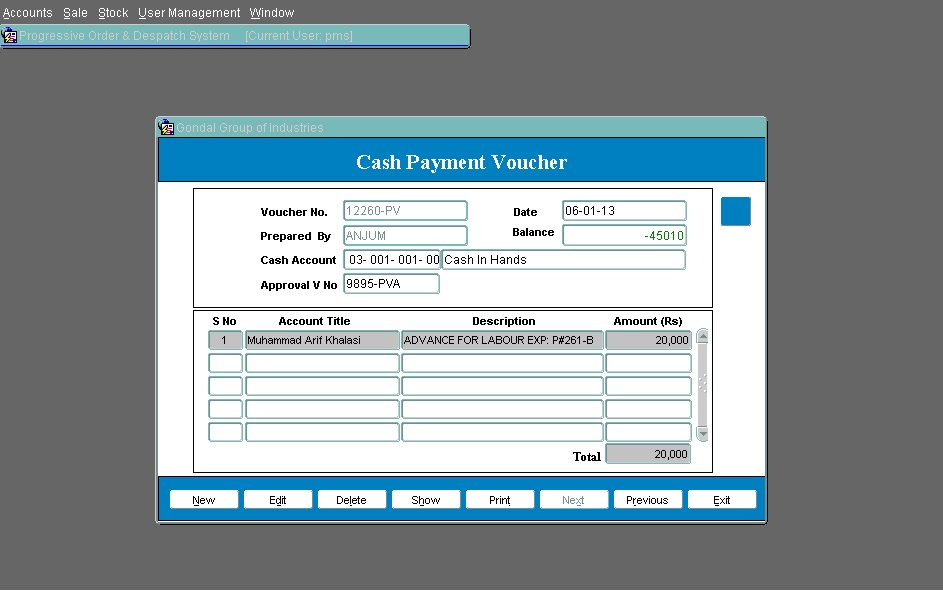 Accounts Sale Stock User Management Window
Progressive Order & Despatch System [Current User: pms]
Gondal Group of Industries
Cash Payment Voucher
Voucher No. 12260-PV Date 06-01-13
Prepared By ANJUM Balance -45010
Cash Account 03- 001- 001- 00 Cash In Hands
Approval V No 9895-PVA
S No Account Title Description Amount (Rs)
1 Muhammad Arif Khalasi ADVANCE FOR LABOUR EXP: P#261-B 20,000
Total 20,000
New Edit Delete Show Print Next Previous Exit